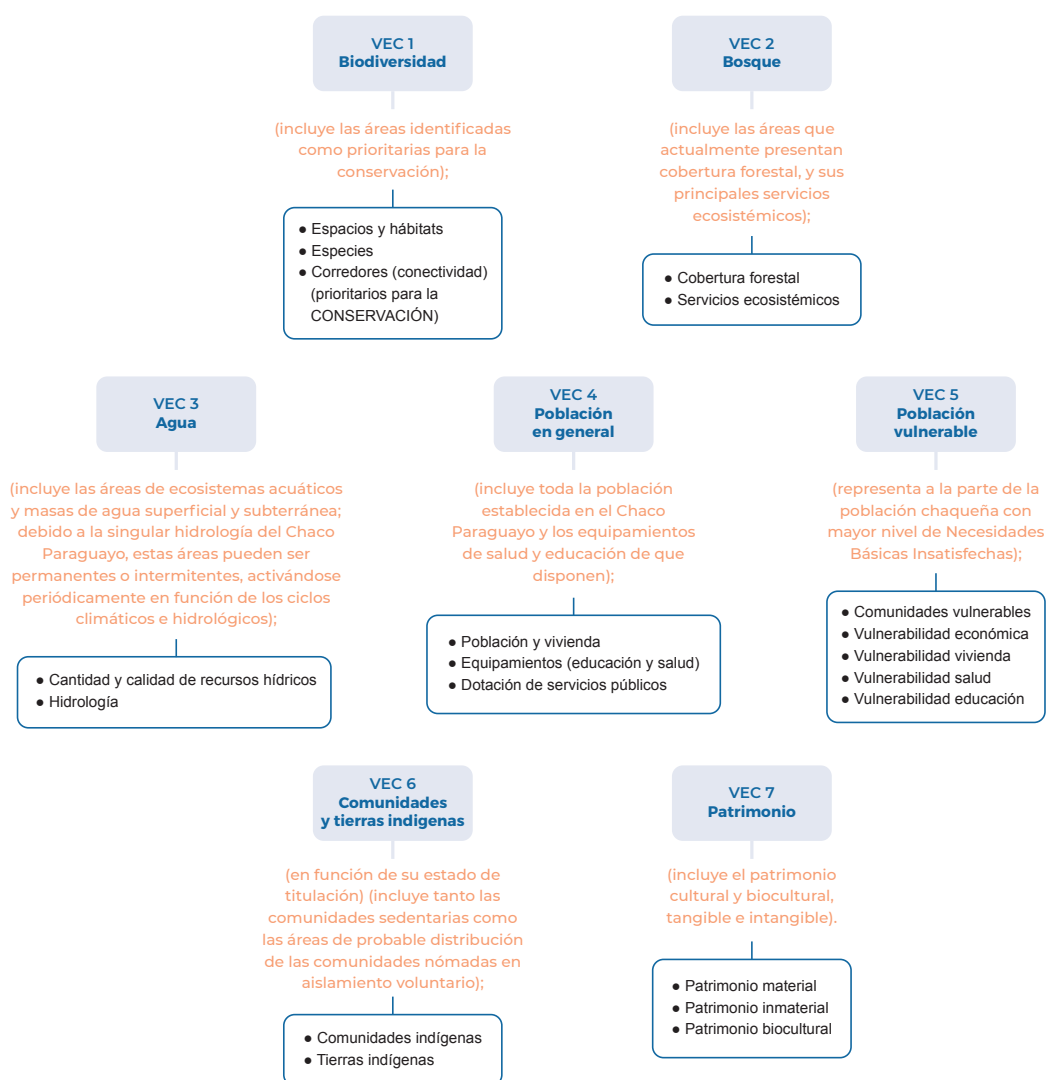 VEC 1
Biodiversidad
(incluye las áreas identificadas
como prioritarias para la
conservación);
● Espacios y hábitats
● Especies
● Corredores (conectividad)
(prioritarios para la
CONSERVACIÓN)
VEC 2
Bosque
(incluye las áreas que
actualmente presentan
cobertura forestal, y sus
principales servicios
ecosistémicos);
● Cobertura forestal
● Servicios ecosistémicos
VEC 3
Agua
(incluye las áreas de ecosistemas acuáticos
y masas de agua superficial y subterránea;
debido a la singular hidrología del Chaco
Paraguayo, estas áreas pueden ser
permanentes o intermitentes, activándose
periódicamente en función de los ciclos
climáticos e hidrológicos);
● Cantidad y calidad de recursos hídricos
● Hidrología
VEC 4
Población
en general
(incluye toda la población
establecida en el Chaco
Paraguayo y los equipamientos
de salud y educación de que
disponen);
● Población y vivienda
● Equipamientos (educación y salud)
● Dotación de servicios públicos
VEC 5
Población
vulnerable
(representa a la parte de la
población chaqueña con
mayor nivel de Necesidades
Básicas Insatisfechas);
● Comunidades vulnerables
● Vulnerabilidad económica
● Vulnerabilidad vivienda
● Vulnerabilidad salud
● Vulnerabilidad educación
VEC 6
Comunidades
y tierras indigenas
(en función de su estado de
titulación) (incluye tanto las
comunidades sedentarias como
las áreas de probable distribución
de las comunidades nómadas en
aislamiento voluntario);
● Comunidades indígenas
● Tierras indígenas
VEC 7
Patrimonio
(incluye el patrimonio
cultural y biocultural,
tangible e intangible).
● Patrimonio material
● Patrimonio inmaterial
● Patrimonio biocultural